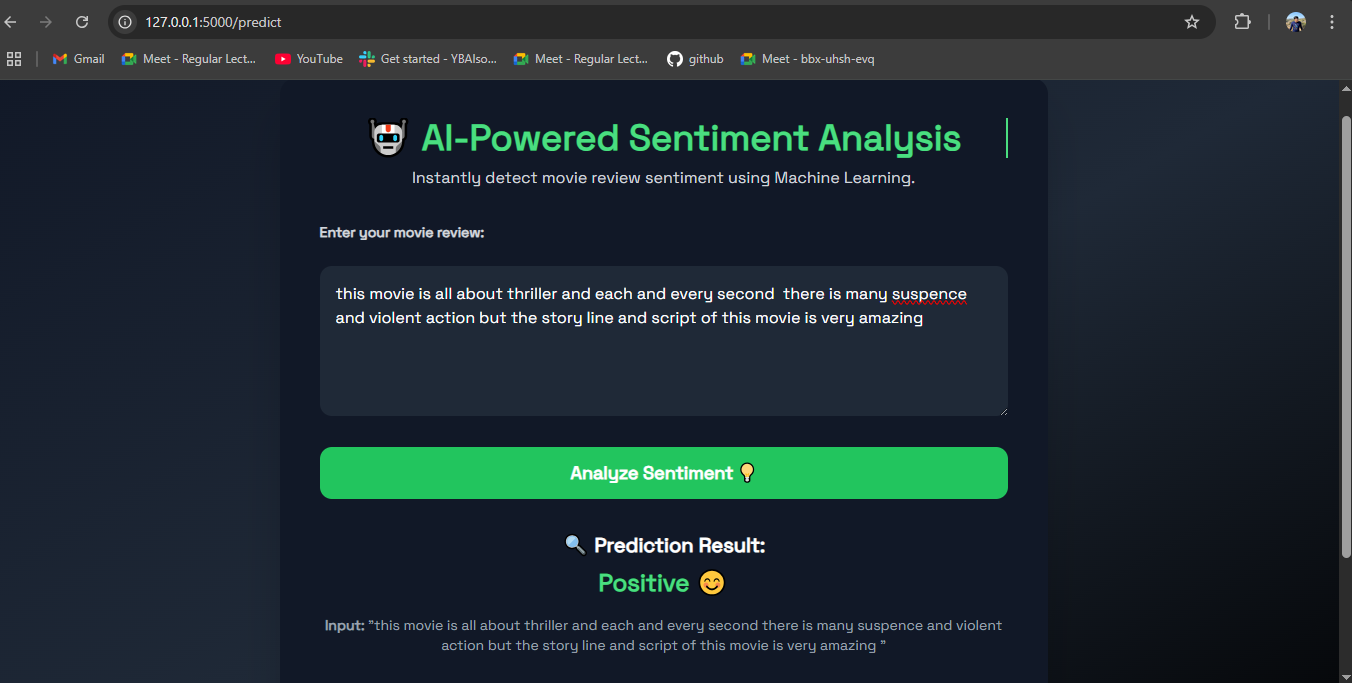 127.0.0.1:5000/predict
Gmail Meet - Regular Lect... YouTube Get started - YBAIso... Meet - Regular Lect... github Meet - bbx-uhsh-evq
AI-Powered Sentiment Analysis
Instantly detect movie review sentiment using Machine Learning.
Enter your movie review:
this movie is all about thriller and each and every second  there is many suspence
and violent action but the story line and script of this movie is very amazing
Analyze Sentiment 💡
🔍 Prediction Result:
Positive 😊
Input: "this movie is all about thriller and each and every second there is many suspence and violent
action but the story line and script of this movie is very amazing "